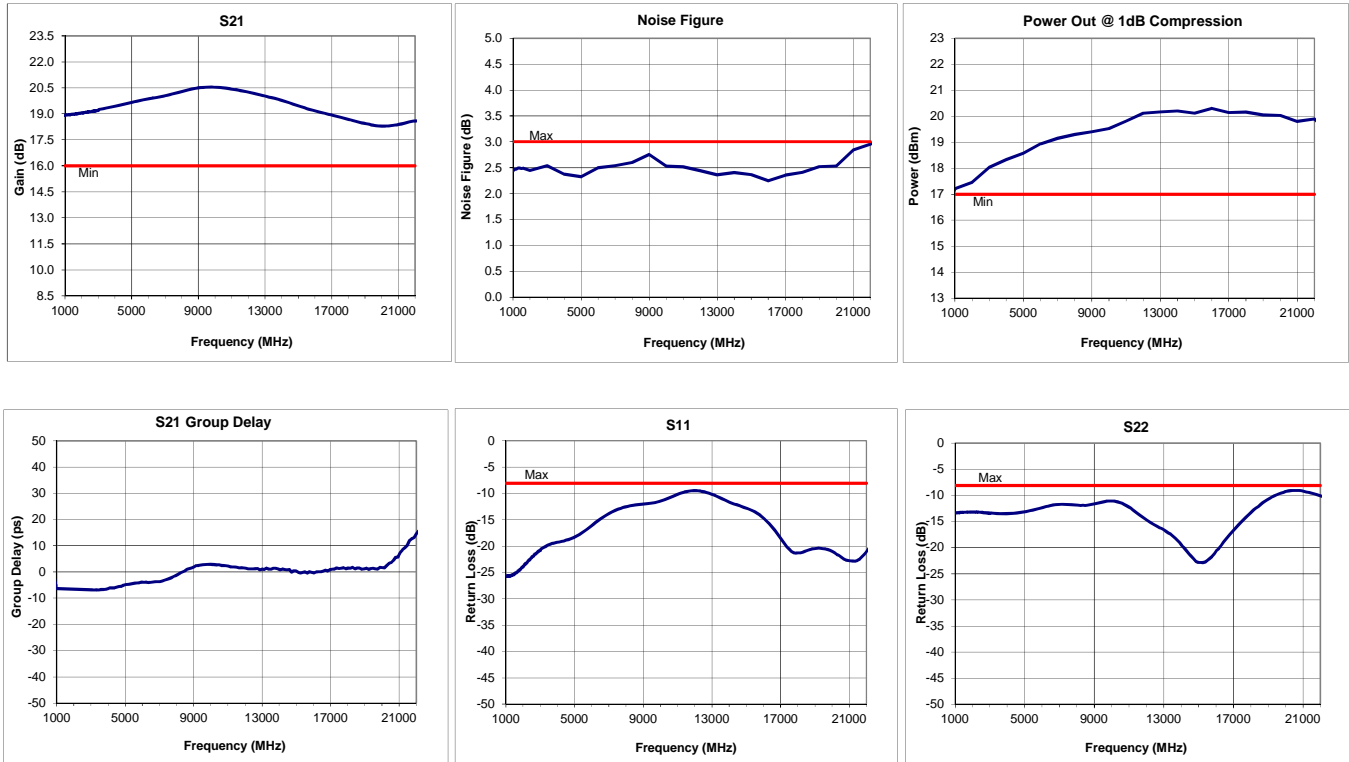 S21
Gain (dB)
23.5
22.0
20.5
19.0
17.5
16.0
14.5
13.0
11.5
10.0
8.5
Min
1000 5000 9000 13000 17000 21000
Frequency (MHz)
Noise Figure
Noise Figure (dB)
5.0
4.5
4.0
3.5
3.0
2.5
2.0
1.5
1.0
0.5
0.0
Max
1000 5000 9000 13000 17000 21000
Frequency (MHz)
Power Out @ 1dB Compression
Power (dBm)
23
22
21
20
19
18
17
16
15
14
13
Min
1000 5000 9000 13000 17000 21000
Frequency (MHz)
S21 Group Delay
Group Delay (ps)
50
40
30
20
10
0
-10
-20
-30
-40
-50
1000 5000 9000 13000 17000 21000
Frequency (MHz)
S11
Return Loss (dB)
0
-5
-10
-15
-20
-25
-30
-35
-40
-45
-50
Max
1000 5000 9000 13000 17000 21000
Frequency (MHz)
S22
Return Loss (dB)
0
-5
-10
-15
-20
-25
-30
-35
-40
-45
-50
Max
1000 5000 9000 13000 17000 21000
Frequency (MHz)